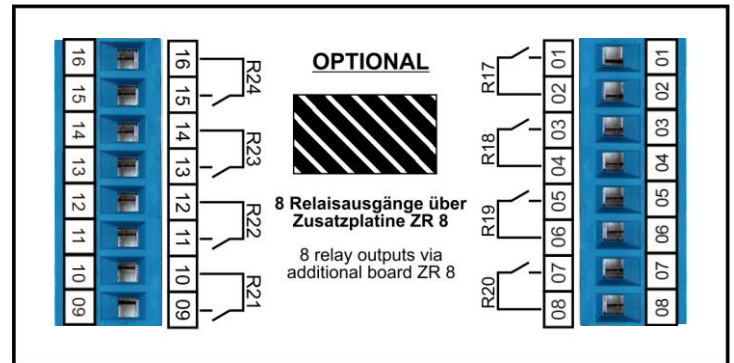 16
15
14
13
12
11
10
09
16
15
14
13
12
11
10
09
R24
R23
R22
R21
OPTIONAL
8 Relaisausgänge über
Zusatzplatine ZR 8
8 relay outputs via
additional board ZR 8
R17
R18
R19
R20
01
02
03
04
05
06
07
08
01
02
03
04
05
06
07
08